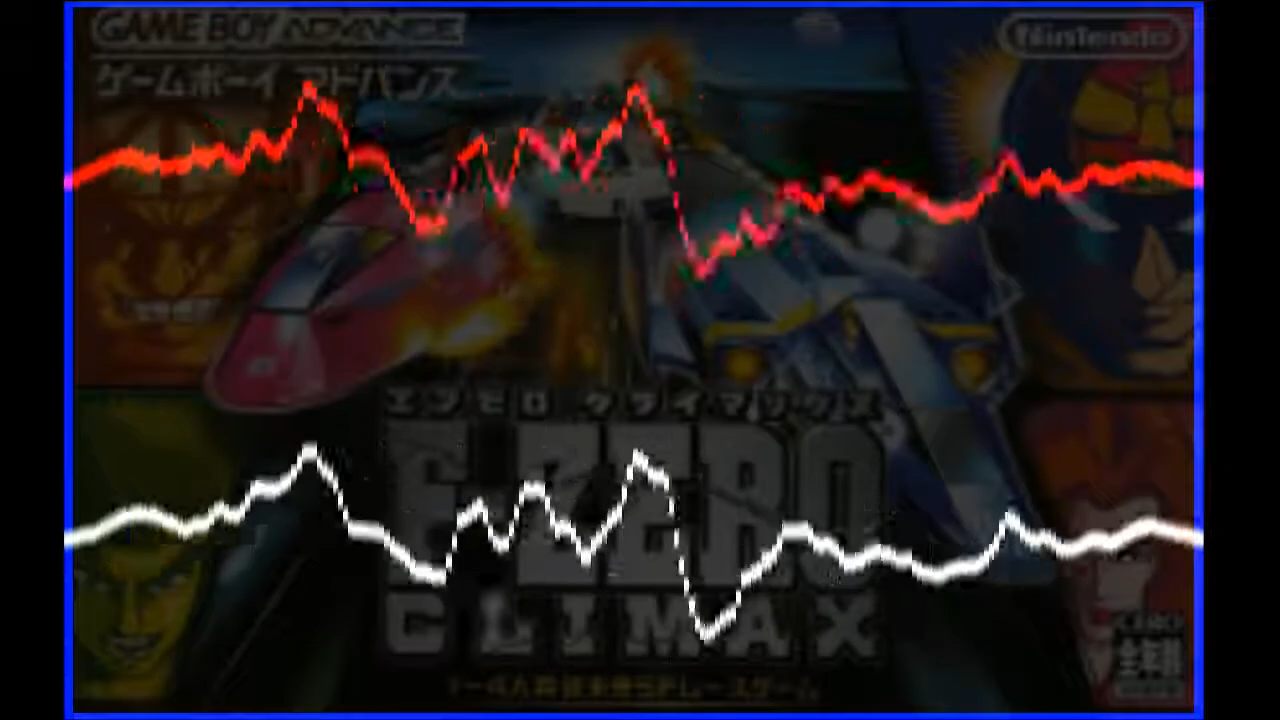 GAME BOY ADVANCE
Nintendo
ゲームボーイ アドバンス
エフゼロ クライマックス
F-ZERO
CLIMAX
CERO